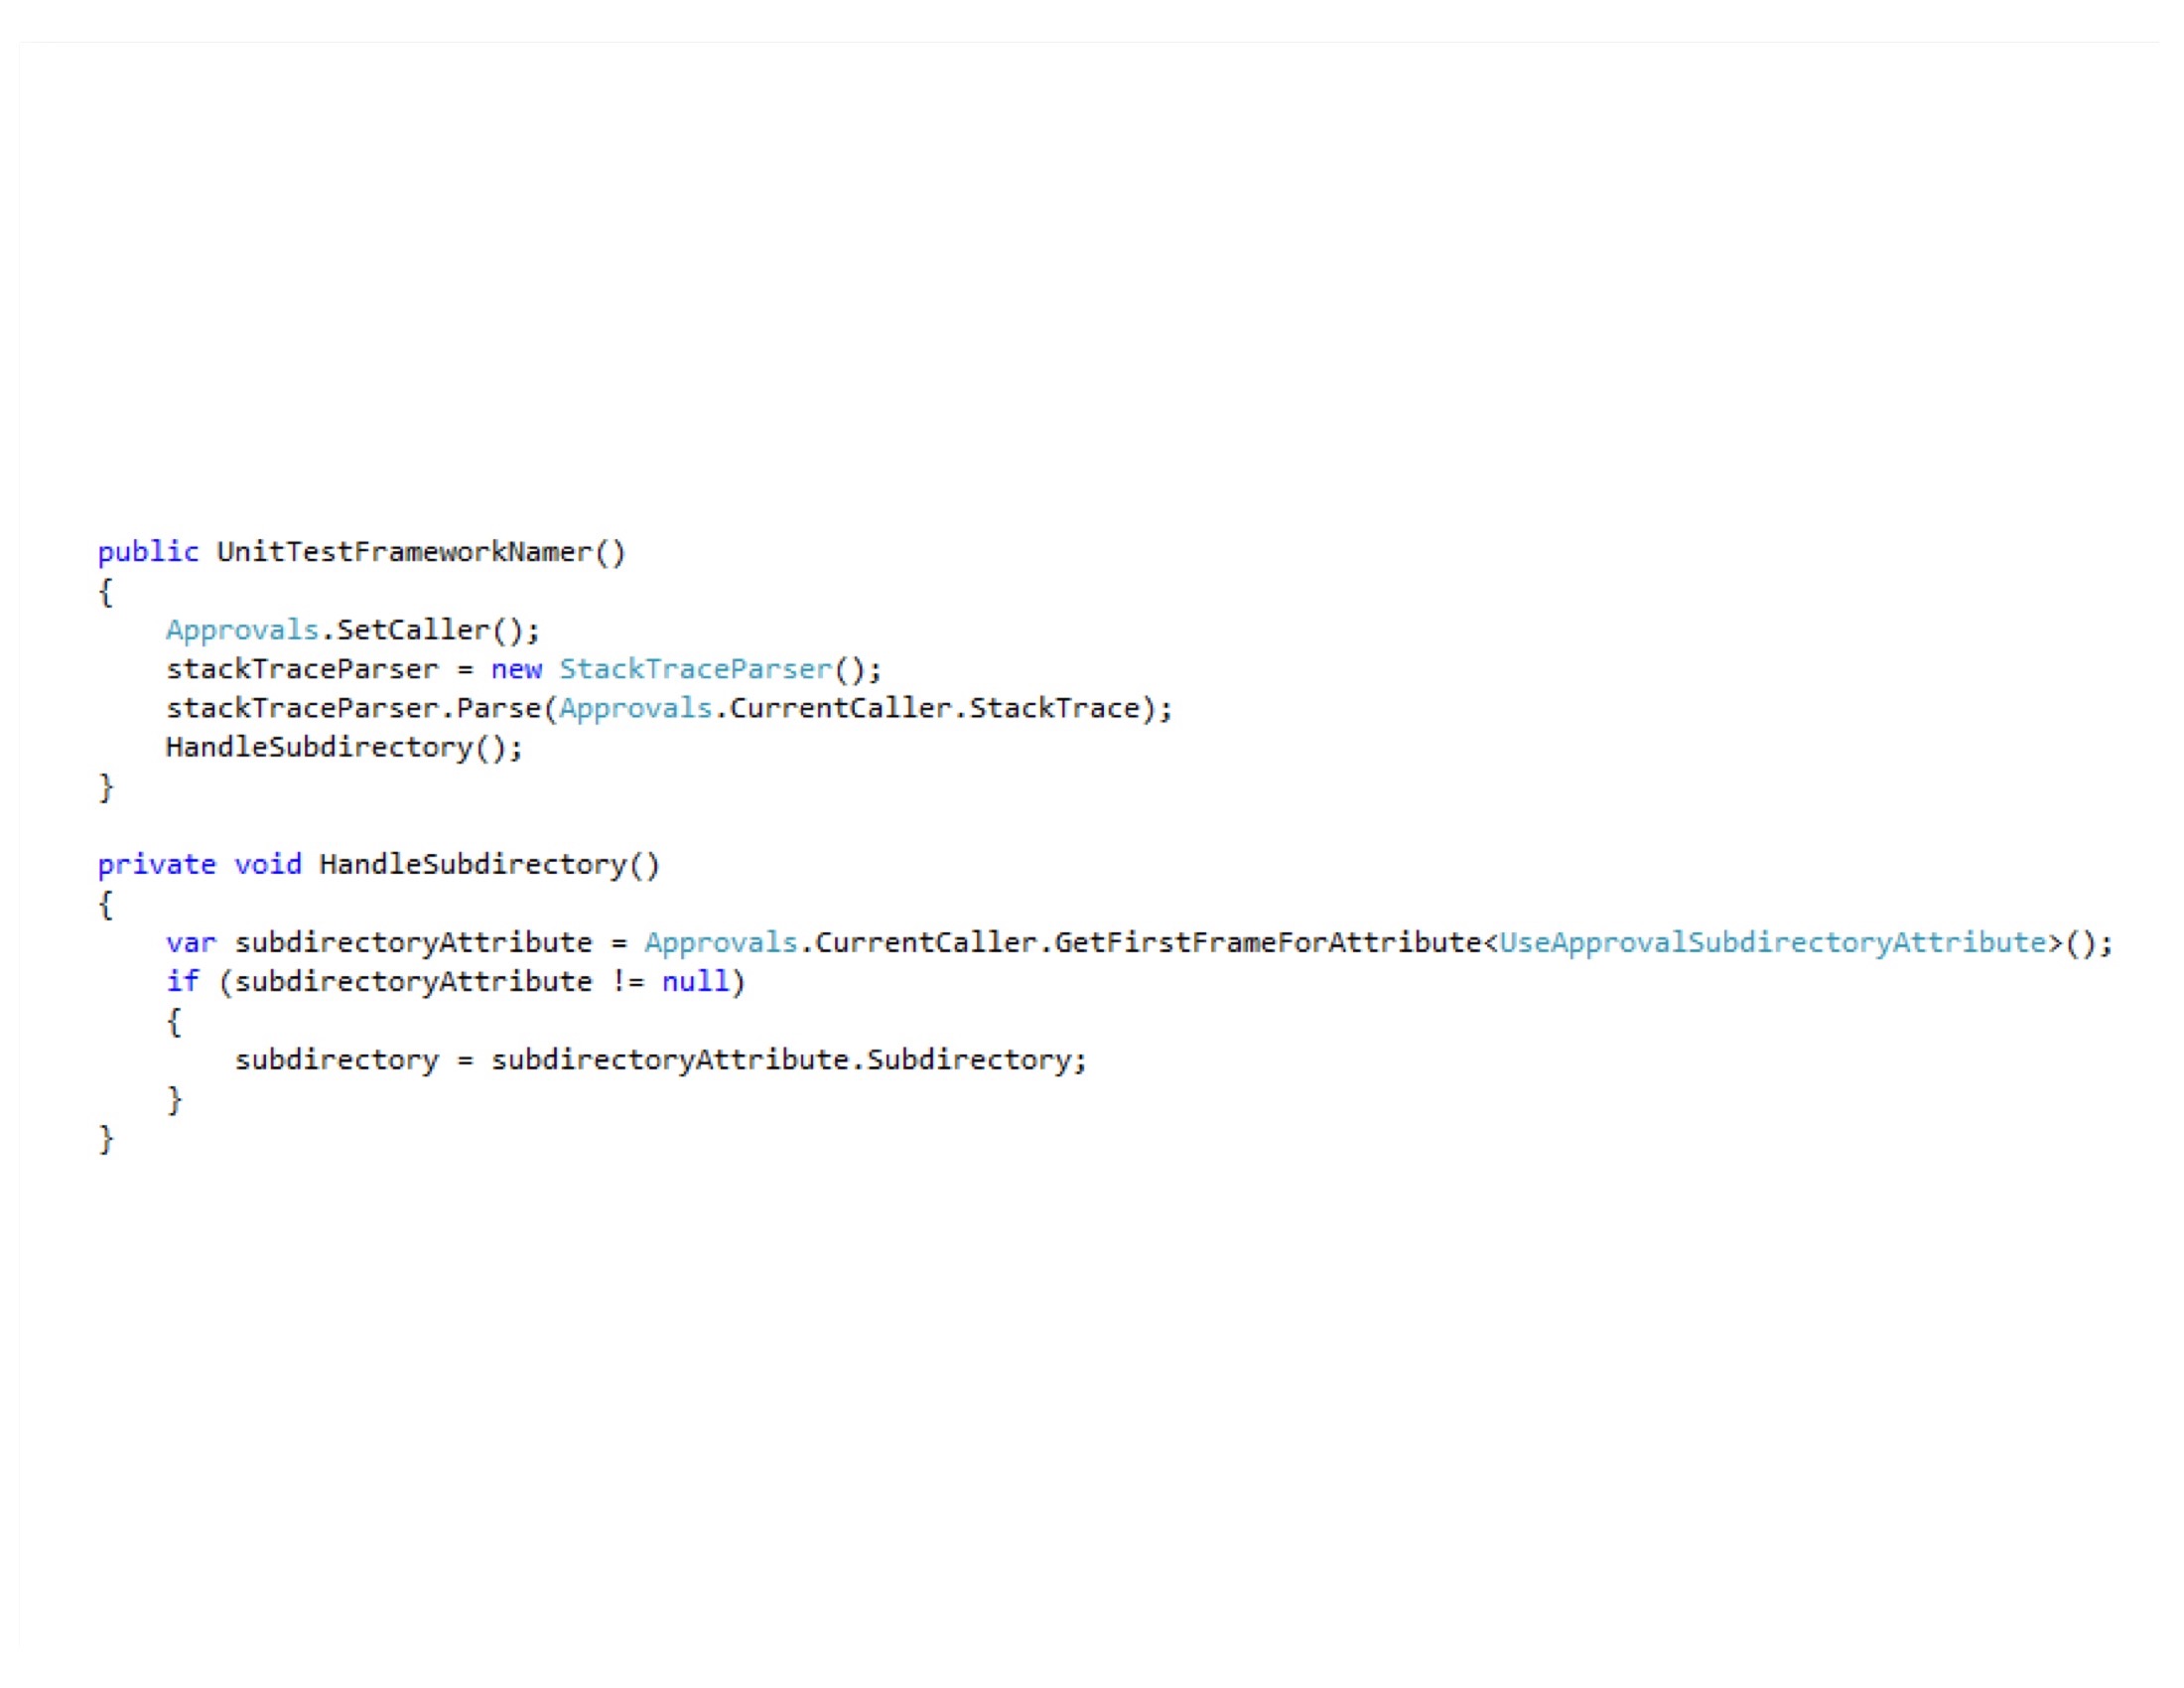 public UnitTestFrameworkNamer()
{
    Approvals.SetCaller();
    stackTraceParser = new StackTraceParser();
    stackTraceParser.Parse(Approvals.CurrentCaller.StackTrace);
    HandleSubdirectory();
}

private void HandleSubdirectory()
{
    var subdirectoryAttribute = Approvals.CurrentCaller.GetFirstFrameForAttribute<UseApprovalSubdirectoryAttribute>();
    if (subdirectoryAttribute != null)
    {
        subdirectory = subdirectoryAttribute.Subdirectory;
    }
}